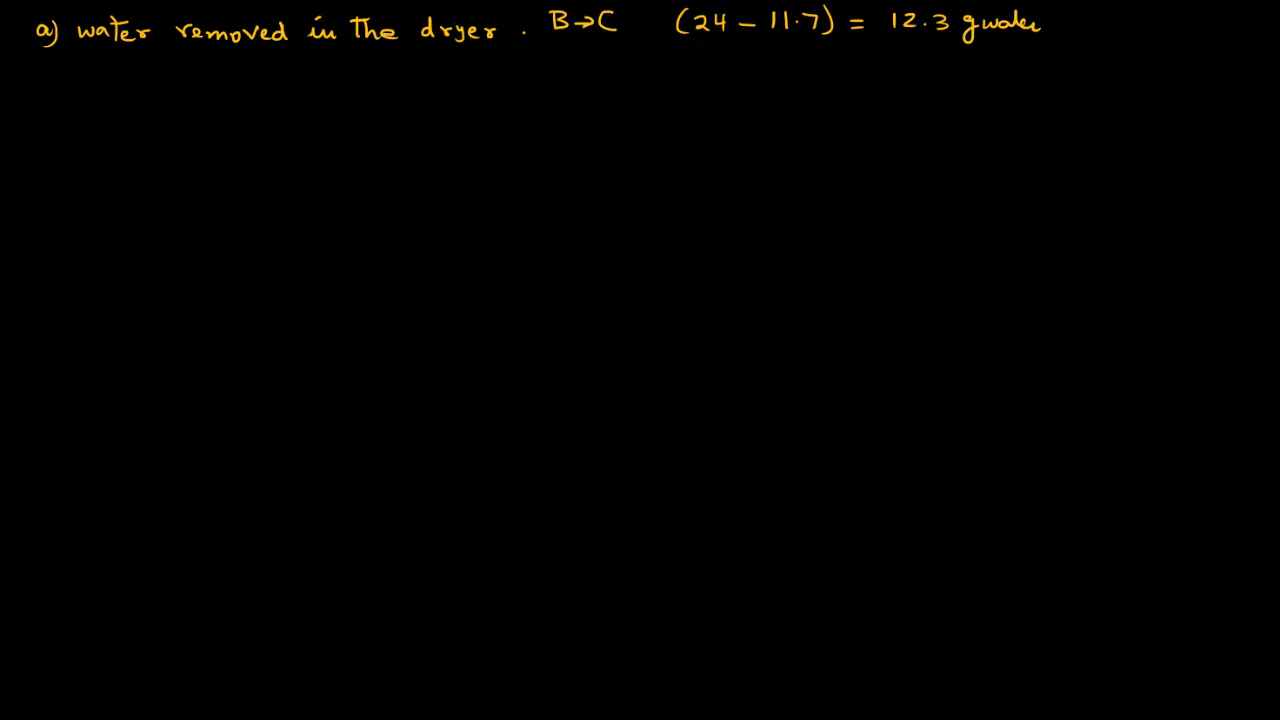 a) water removed in the dryer . B→C (24 - 11.7) = 12.3 g water